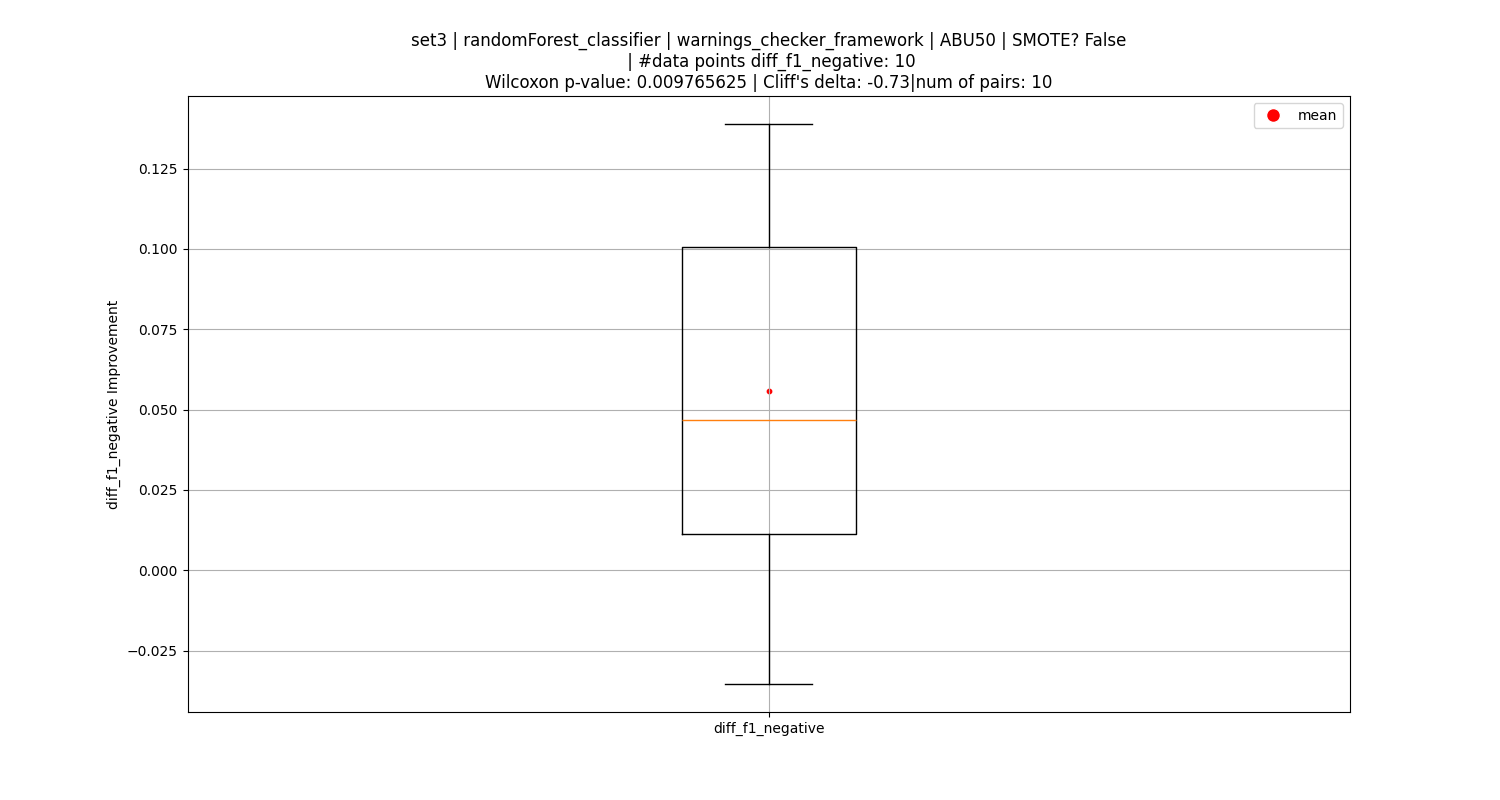 set3 | randomForest_classifier | warnings_checker_framework | ABU50 | SMOTE? False
| #data points diff_f1_negative: 10
Wilcoxon p-value: 0.009765625 | Cliff's delta: -0.73|num of pairs: 10
mean
0.125
0.100
0.075
0.050
0.025
0.000
−0.025
diff_f1_negative Improvement
diff_f1_negative